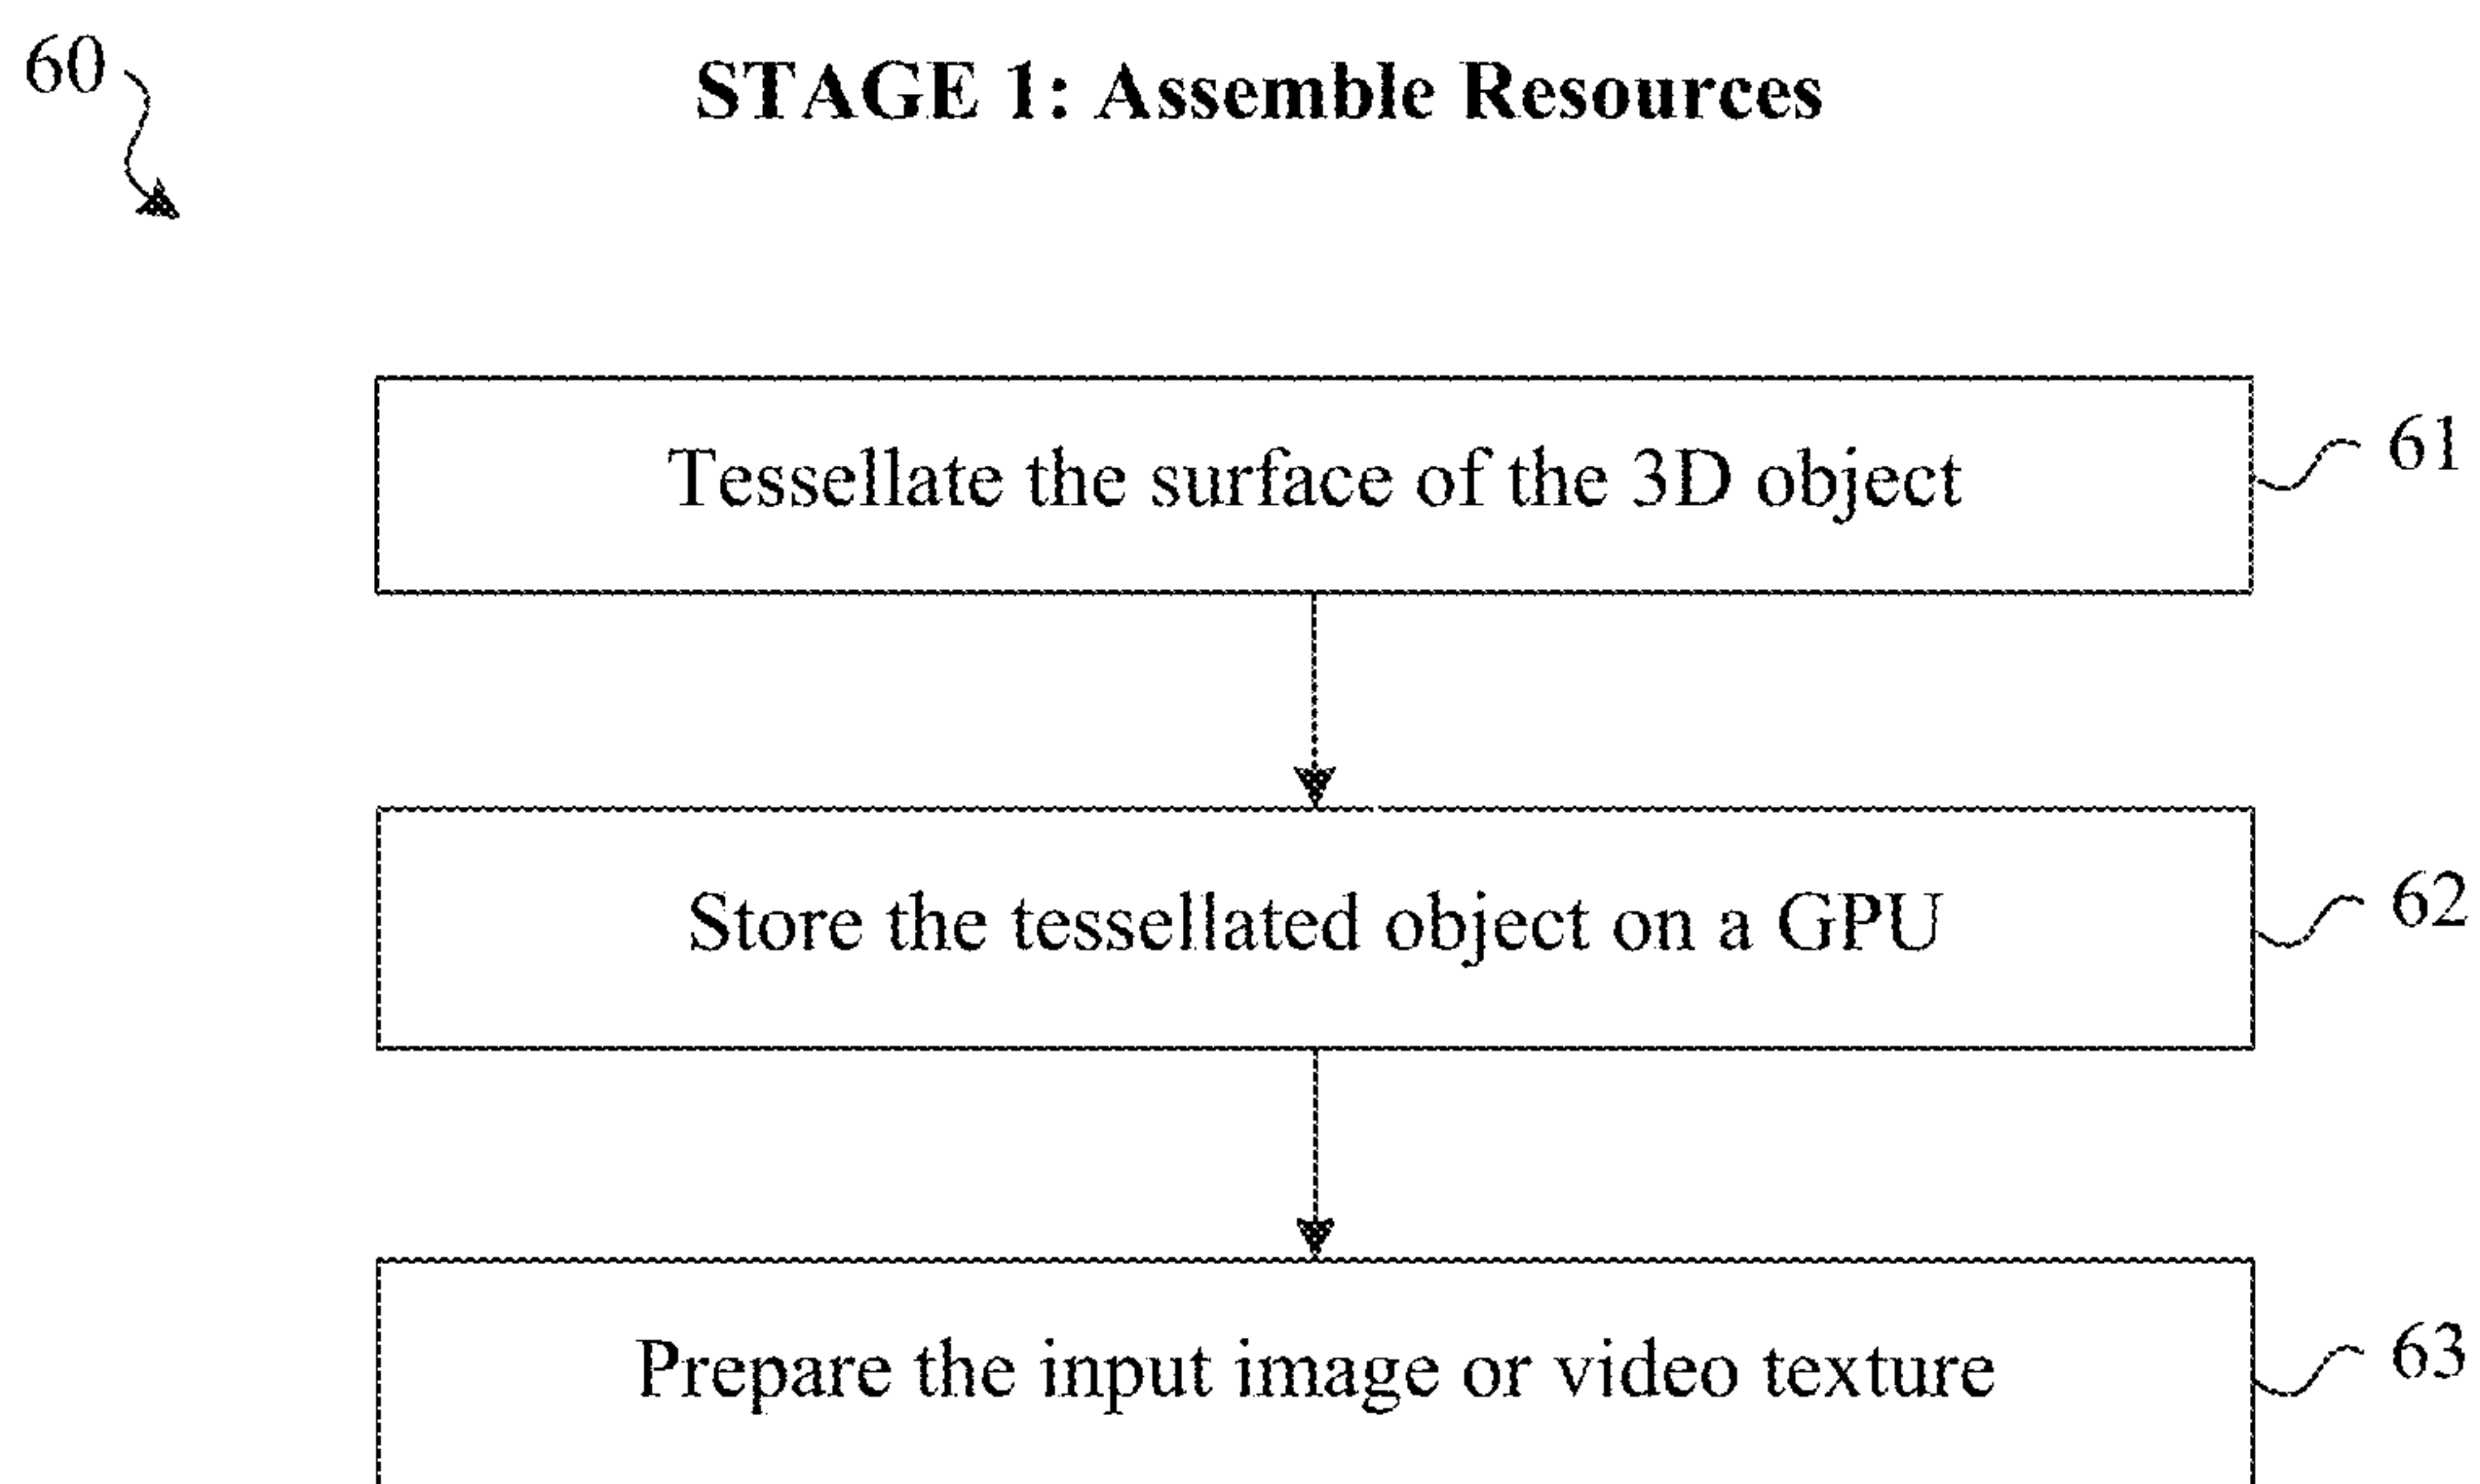 60
STAGE 1: Assemble Resources
Tessellate the surface of the 3D object
61
Store the tessellated object on a GPU
62
Prepare the input image or video texture
63